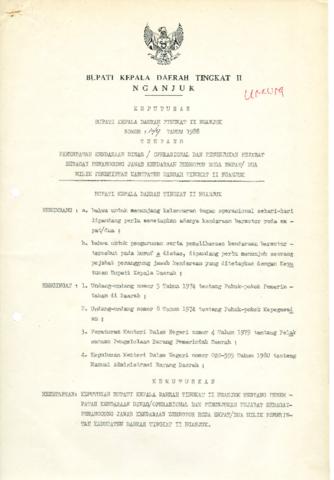 BUPATI KEPALA DAERAH TINGKAT II
NGANJUK
KEPUTUSAN
BUPATI KEPALA DAERAH TINGKAT II NGANJUK
NOMOR TAHUN 1988
TENTANG
PENEMPATAN KENDARAAN DINAS / OPERASIONAL DAN PENUNJUKAN PEJABAT
SEBAGAI PENANGGUNG JAWAB KENDARAAN BERMOTOR RODA EMPAT/ DUA
MILIK PEMERINTAH KABUPATEN DAERAH TINGKAT II NGANJUK
BUPATI KEPALA DAERAH TINGKAT II NGANJUK
MENIMBANG : a. bahwa untuk menunjang kelancaran tugas operasional sehari-hari
dipandang perlu menetapkan adanya kendaraan bermotor roda em-
pat/dua ;
b. bahwa untuk pengurusan serta pemeliharaan kendaraan bermotor
tersebut pada huruf a diatas, dipandang perlu menunjuk seorang
pejabat penanggung jawab kendaraan yang ditetapkan dengan Kepu
tusan Bupati Kepala Daerah ;
MENGINGAT : 1. Undang-undang nomor 5 Tahun 1974 tentang Pokok-pokok Pemerin-
tahan di Daerah ;
2. Undang-undang nomor 8 Tahun 1974 tentang Pokok-pokok Kepegawai
an ;
3. Peraturan Menteri Dalam Negeri nomor 4 Tahun 1979 tentang Pelak
sanaan Pengelolaan Barang Pemerintah Daerah ;
4. Keputusan Menteri Dalam Negeri nomor 020-595 Tahun 1980 tentang
Manual Administrasi Barang Daerah ;
MEMUTUSKAN
MENETAPKAN : KEPUTUSAN BUPATI KEPALA DAERAH TINGKAT II NGANJUK TENTANG PENEM-
PATAN KENDARAAN DINAS/OPERASIONAL DAN PENUNJUKAN PEJABAT SEBAGAI
PENANGGUNG JAWAB KENDARAAN BERMOTOR RODA EMPAT/DUA MILIK PEMERIN-
TAH KABUPATEN DAERAH TINGKAT II NGANJUK.